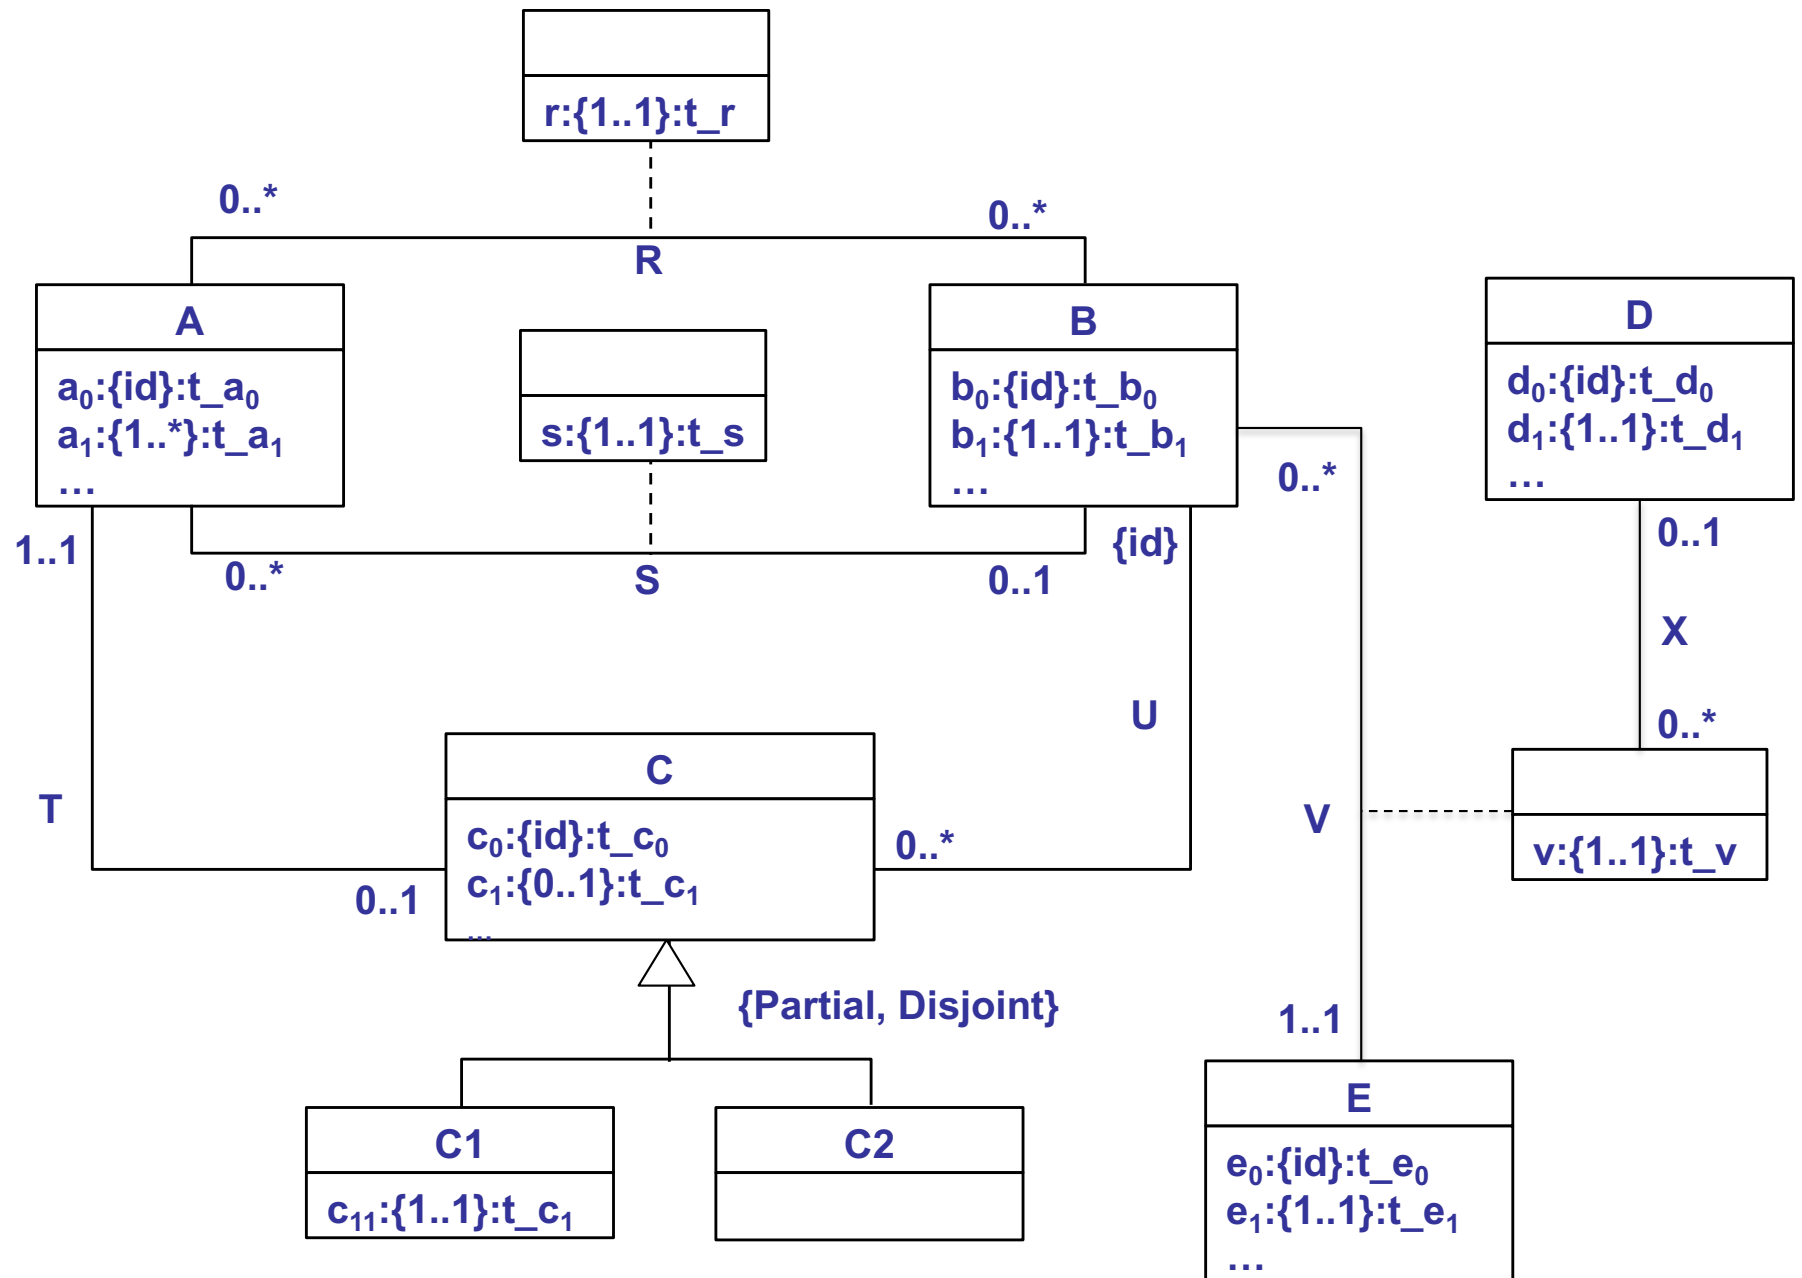 r:{1..1}:t_r
0..*
0..*
R
A
a₀:{id}:t_a₀
a₁:{1..*}:t_a₁
…
s:{1..1}:t_s
B
b₀:{id}:t_b₀
b₁:{1..1}:t_b₁
…
D
d₀:{id}:t_d₀
d₁:{1..1}:t_d₁
…
0..*
1..1
0..*
S
0..1
{id}
0..1
X
U
0..*
T
C
c₀:{id}:t_c₀
c₁:{0..1}:t_c₁
...
0..1
0..*
V
v:{1..1}:t_v
{Partial, Disjoint}
1..1
C1
c₁₁:{1..1}:t_c₁
C2
E
e₀:{id}:t_e₀
e₁:{1..1}:t_e₁
…